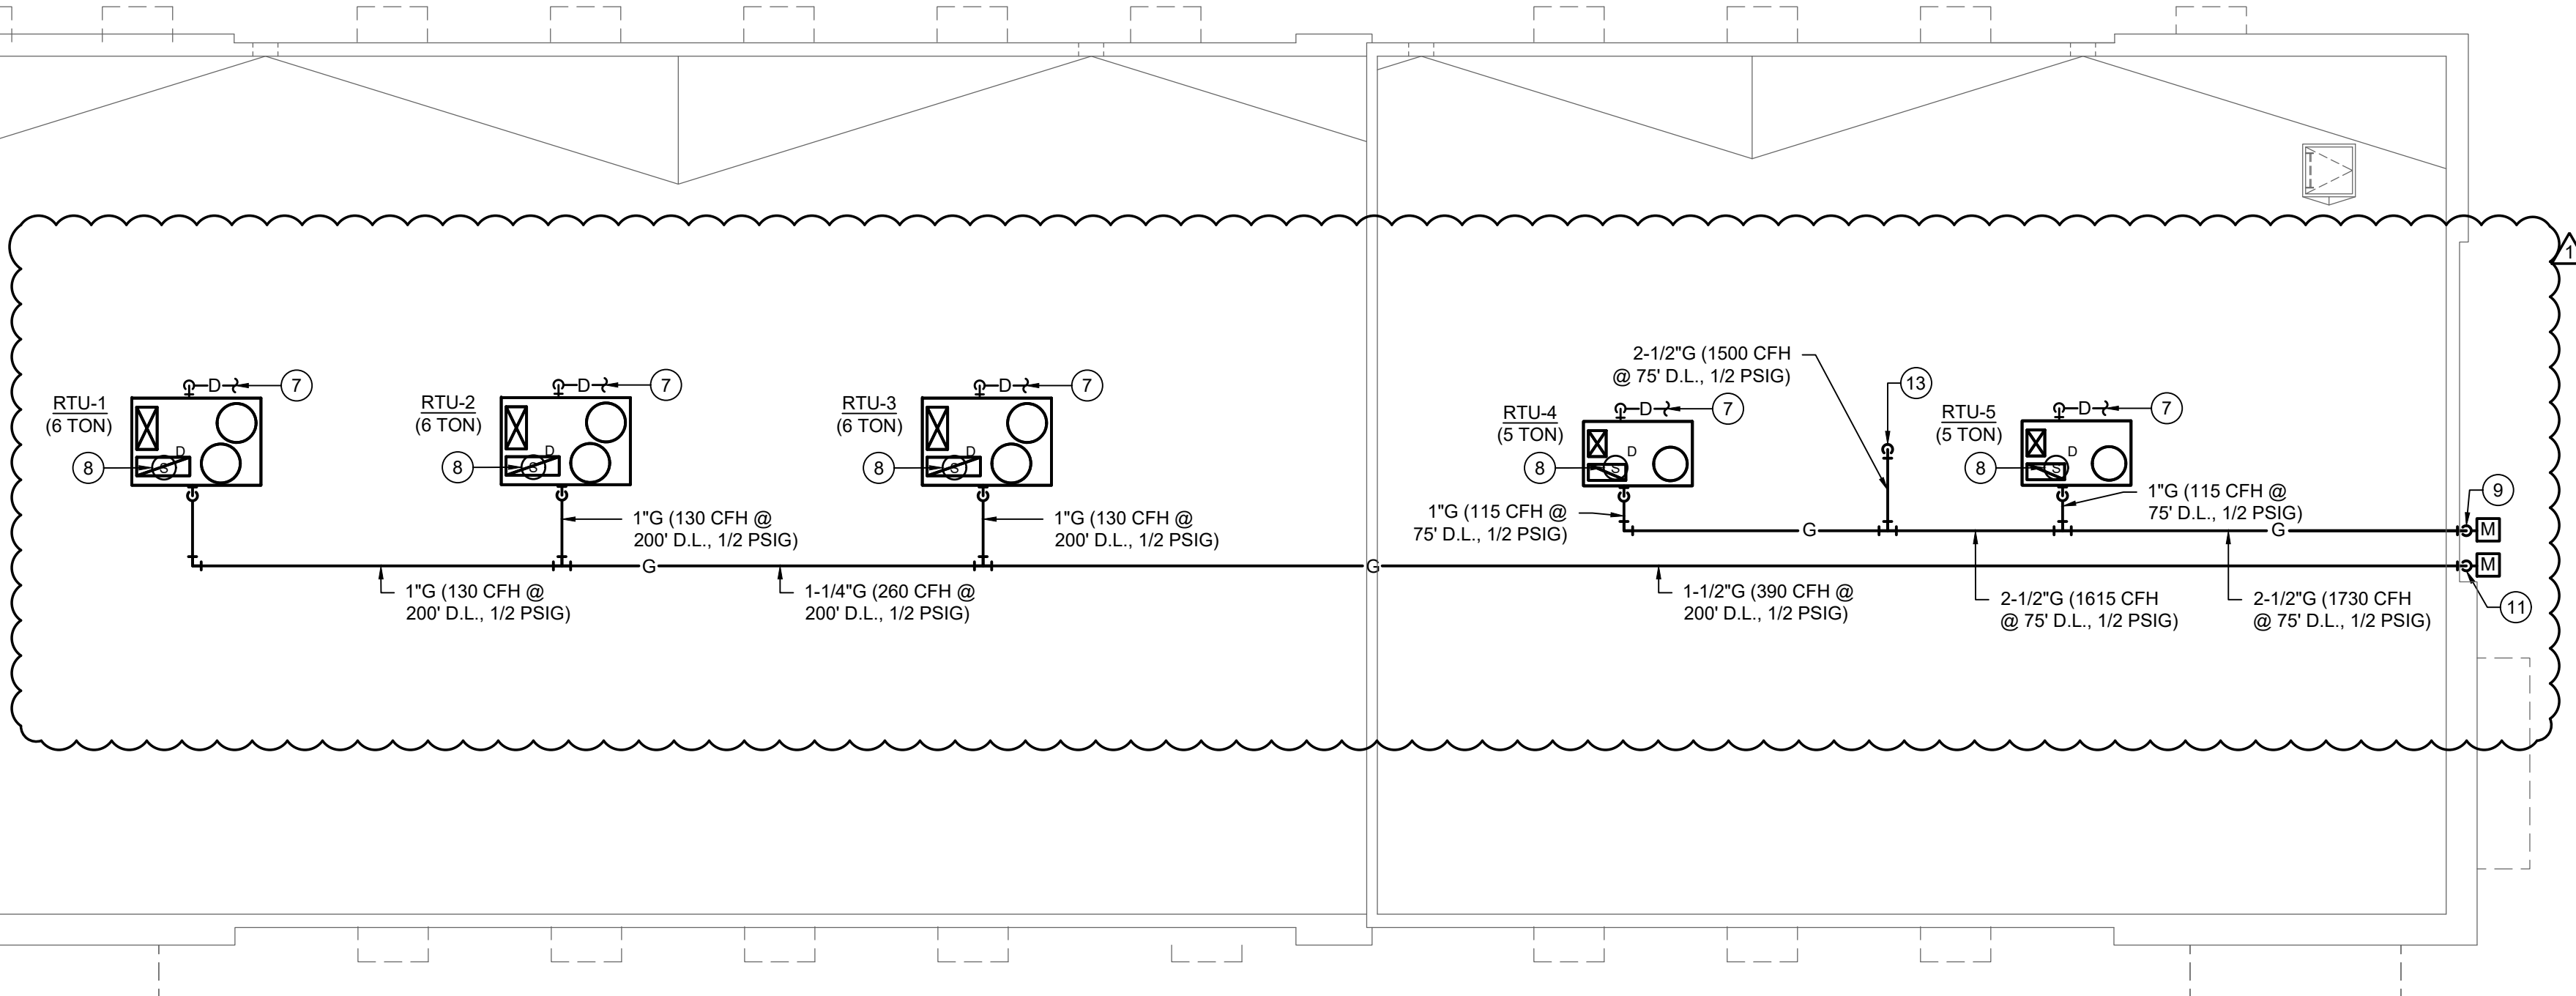 1
2-1/2"G (1500 CFH
@ 75' D.L., 1/2 PSIG)
RTU-1
(6 TON)
D
7
8
S
D
RTU-2
(6 TON)
D
7
8
S
D
RTU-3
(6 TON)
D
7
8
S
D
RTU-4
(5 TON)
D
7
8
S
D
13
RTU-5
(5 TON)
D
7
8
S
D
1"G (130 CFH @
200' D.L., 1/2 PSIG)
1"G (130 CFH @
200' D.L., 1/2 PSIG)
1"G (115 CFH @
75' D.L., 1/2 PSIG)
1"G (115 CFH @
75' D.L., 1/2 PSIG)
9
G
G
M
G
G
M
1"G (130 CFH @
200' D.L., 1/2 PSIG)
1-1/4"G (260 CFH @
200' D.L., 1/2 PSIG)
1-1/2"G (390 CFH @
200' D.L., 1/2 PSIG)
2-1/2"G (1615 CFH
@ 75' D.L., 1/2 PSIG)
2-1/2"G (1730 CFH
@ 75' D.L., 1/2 PSIG)
11